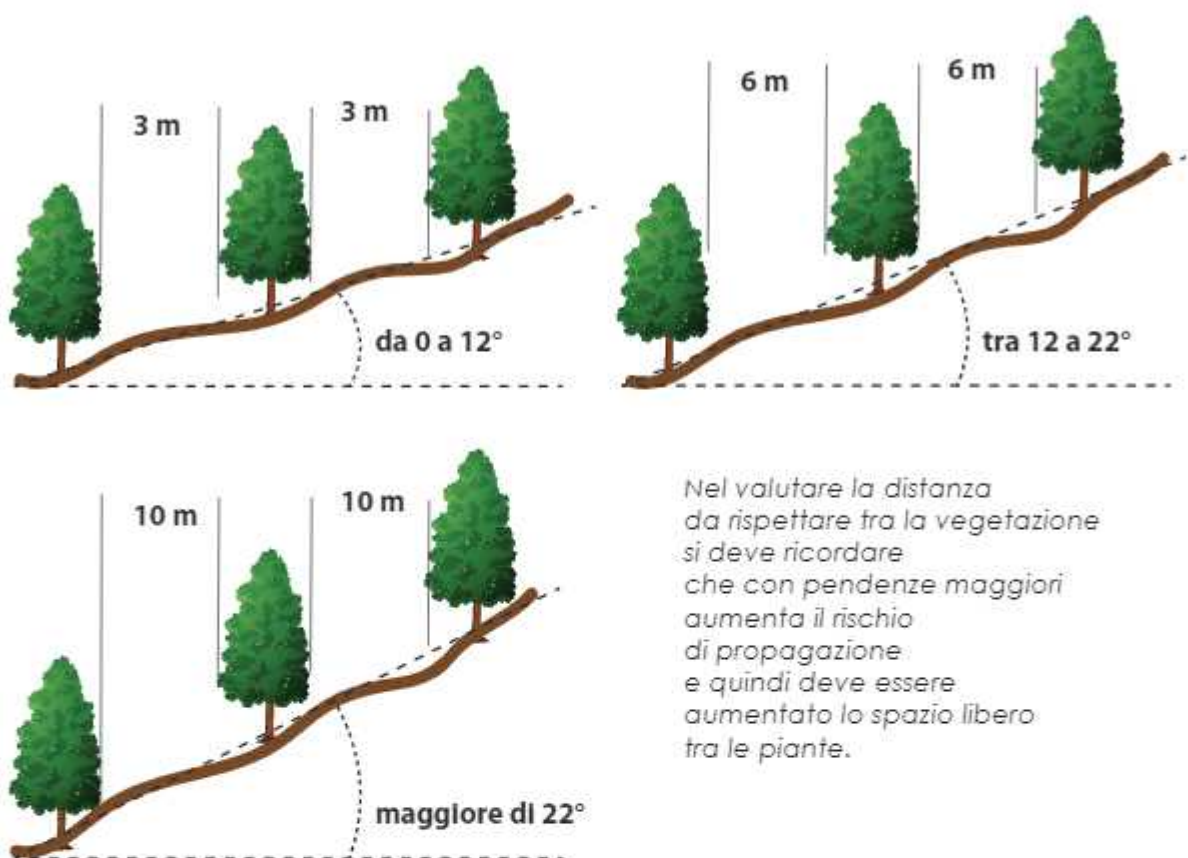 3 m
3 m
da 0 a 12°
6 m
6 m
tra 12 a 22°
10 m
10 m
maggiore di 22°
Nel valutare la distanza
da rispettare tra la vegetazione
si deve ricordare
che con pendenze maggiori
aumenta il rischio
di propagazione
e quindi deve essere
aumentato lo spazio libero
tra le piante.